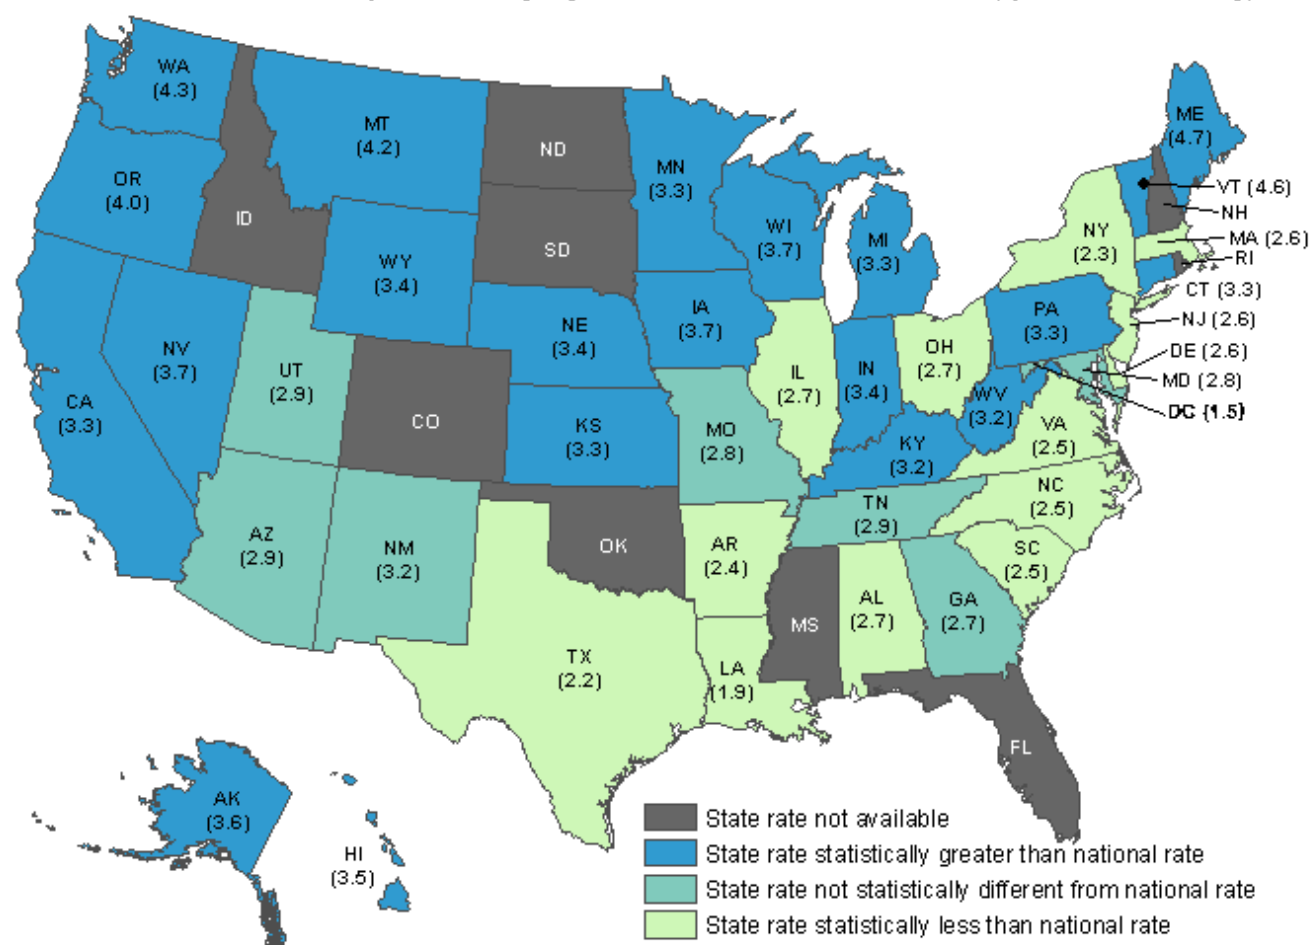 WA
(4.3)
MT
(4.2)
ND
MN
(3.3)
ME
(4.7)
OR
(4.0)
ID
SD
WI
(3.7)
MI
(3.3)
NY
(2.3)
VT (4.6)
NH
MA (2.6)
RI
CT (3.3)
NJ (2.6)
DE (2.6)
MD (2.8)
DC (1.5)
WY
(3.4)
IA
(3.7)
NE
(3.4)
PA
(3.3)
NV
(3.7)
UT
(2.9)
IL
(2.7)
IN
(3.4)
OH
(2.7)
CA
(3.3)
CO
KS
(3.3)
MO
(2.8)
KY
(3.2)
WV
(3.2)
VA
(2.5)
NC
(2.5)
TN
(2.9)
AZ
(2.9)
NM
(3.2)
OK
AR
(2.4)
SC
(2.5)
MS
AL
(2.7)
GA
(2.7)
TX
(2.2)
LA
(1.9)
FL
AK
(3.6)
HI
(3.5)
State rate not available
State rate statistically greater than national rate
State rate not statistically different from national rate
State rate statistically less than national rate